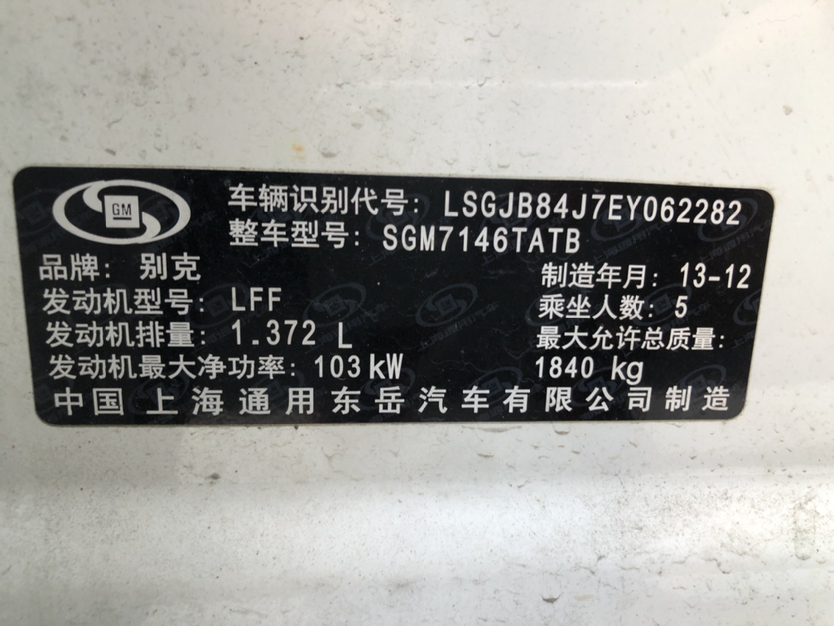 GM
车辆识别代号: LSGJB84J7EY062282
整车型号: SGM7146TATB
品牌: 别克
制造年月: 13-12
发动机型号: LFF
乘坐人数: 5
发动机排量: 1.372 L
最大允许总质量:
发动机最大净功率: 103kW
1840 kg
中国 上海通用东岳汽车有限公司制造